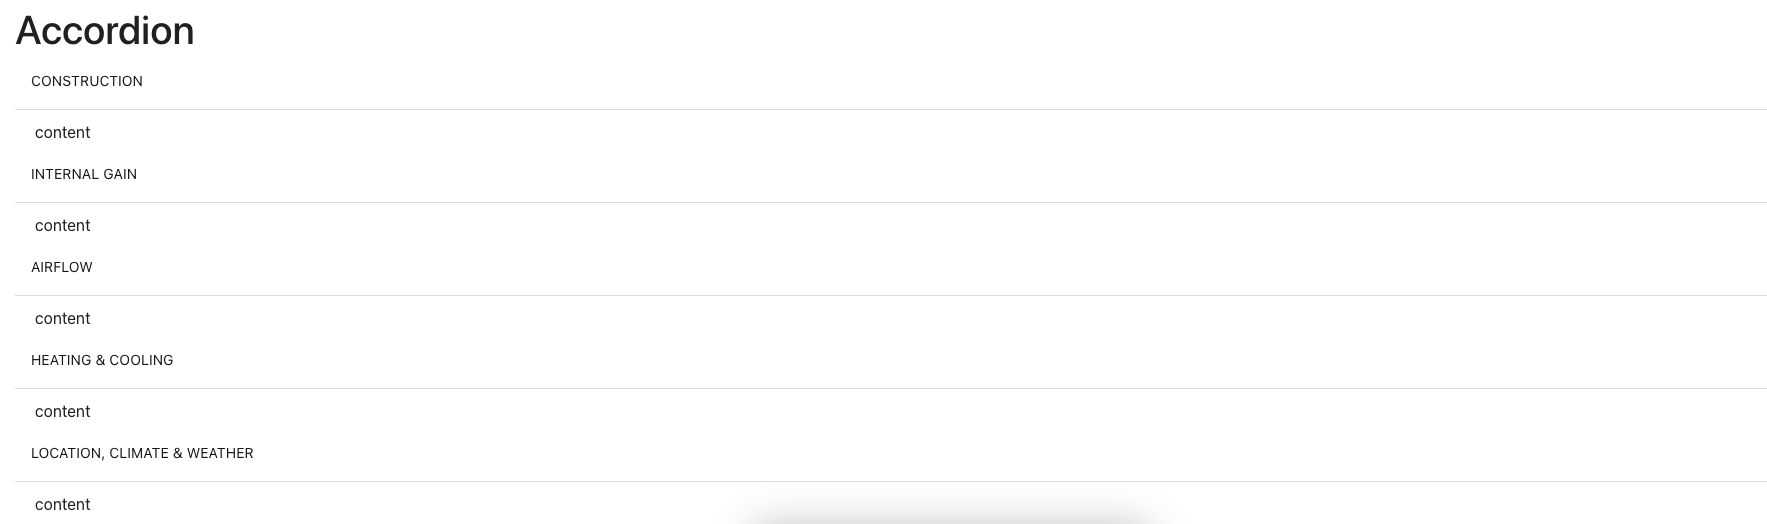 Accordion
CONSTRUCTION
content
INTERNAL GAIN
content
AIRFLOW
content
HEATING & COOLING
content
LOCATION, CLIMATE & WEATHER
content